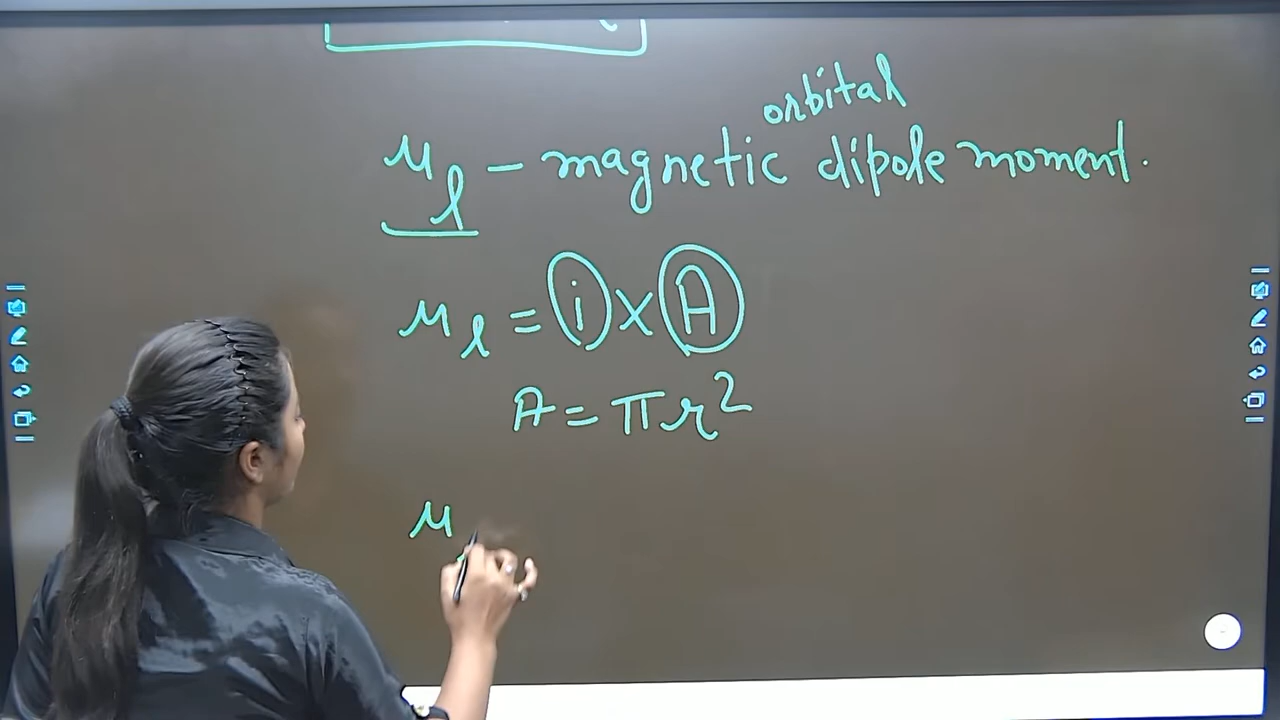 orbital
μl - magnetic dipole moment.
μl = i × A
A = πr²
μ